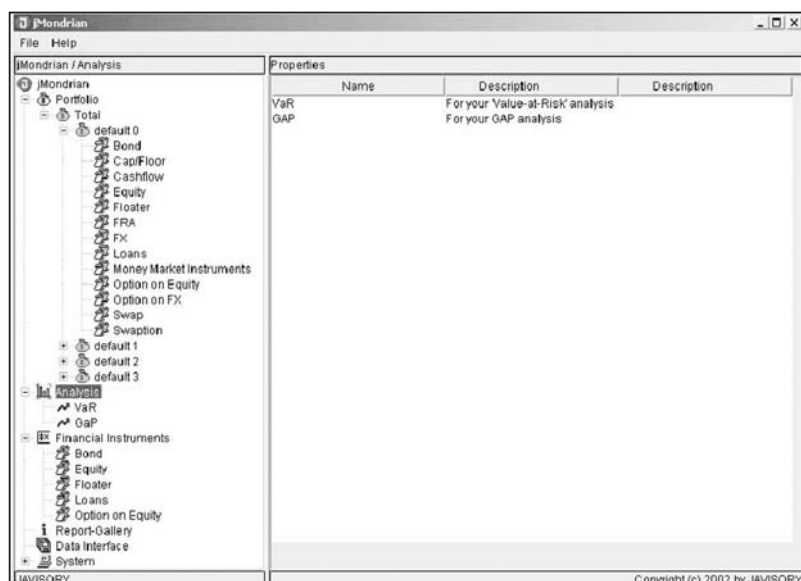 jMondrian
File Help
jMondrian / Analysis
Properties
jMondrian
Portfolio
Total
default 0
Bond
Cap/Floor
Cashflow
Equity
Floater
FRA
FX
Loans
Money Market Instruments
Option on Equity
Option on FX
Swap
Swaption
default 1
default 2
default 3
Analysis
VaR
GaP
Financial Instruments
Bond
Equity
Floater
Loans
Option on Equity
Report-Gallery
Data Interface
System
Name Description Description
VaR For your 'Value-at-Risk' analysis
GAP For your GAP analysis
JAVISORY
Copyright (c) 2002 by JAVISORY